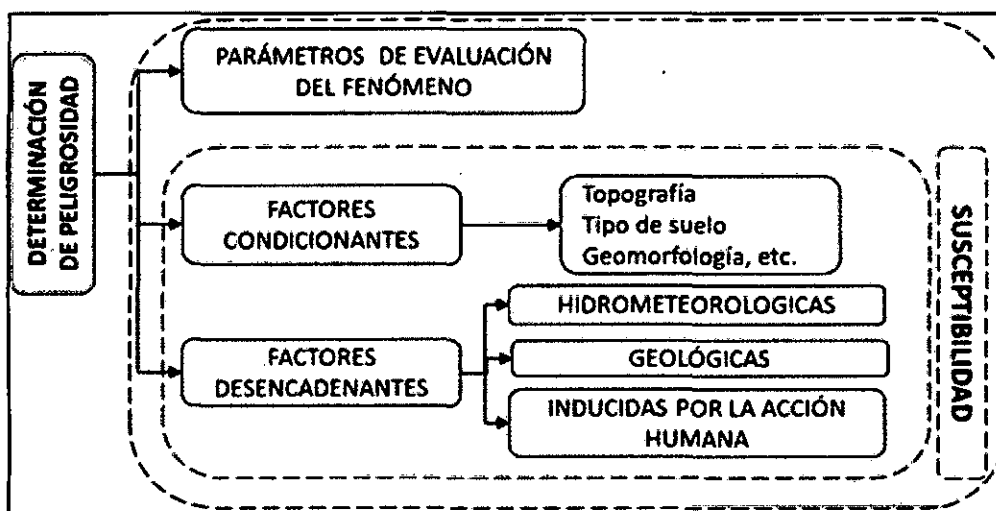 DETERMINACIÓN
DE PELIGROSIDAD
PARÁMETROS DE EVALUACIÓN
DEL FENÓMENO
FACTORES
CONDICIONANTES
Topografía
Tipo de suelo
Geomorfología, etc.
FACTORES
DESENCADENANTES
HIDROMETEOROLOGICAS
GEOLÓGICAS
INDUCIDAS POR LA ACCIÓN
HUMANA
SUSCEPTIBILIDAD